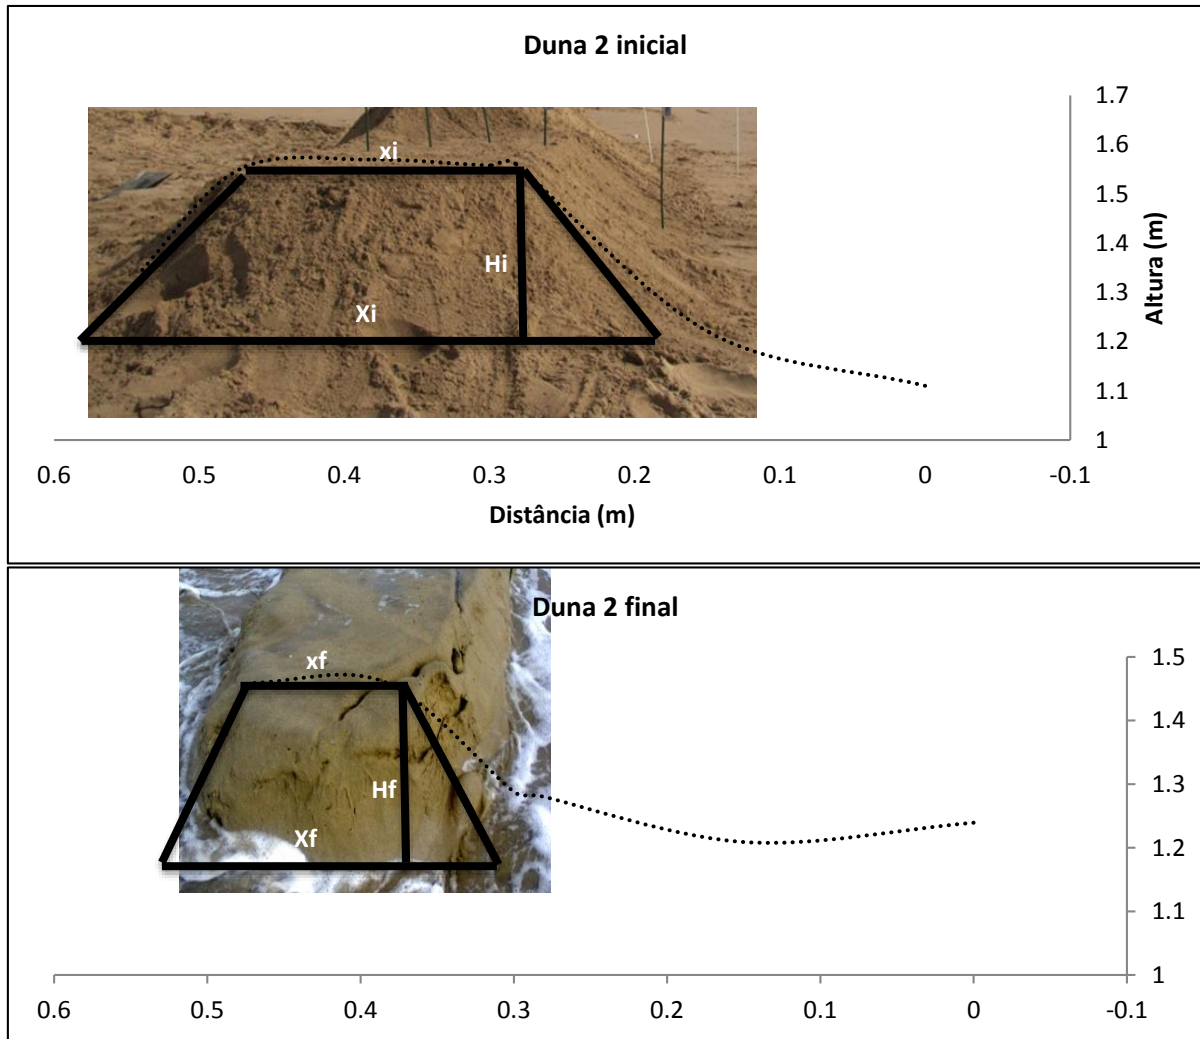 Duna 2 inicial
1.7
1.6
xi
1.5
1.4
Hi
Altura (m)
1.3
Xi
1.2
1.1
1
0.6 0.5 0.4 0.3 0.2 0.1 0 -0.1
Distância (m)
Duna 2 final
xf
1.5
1.4
1.3
Hf
Xf
1.2
1.1
1
0.6 0.5 0.4 0.3 0.2 0.1 0 -0.1